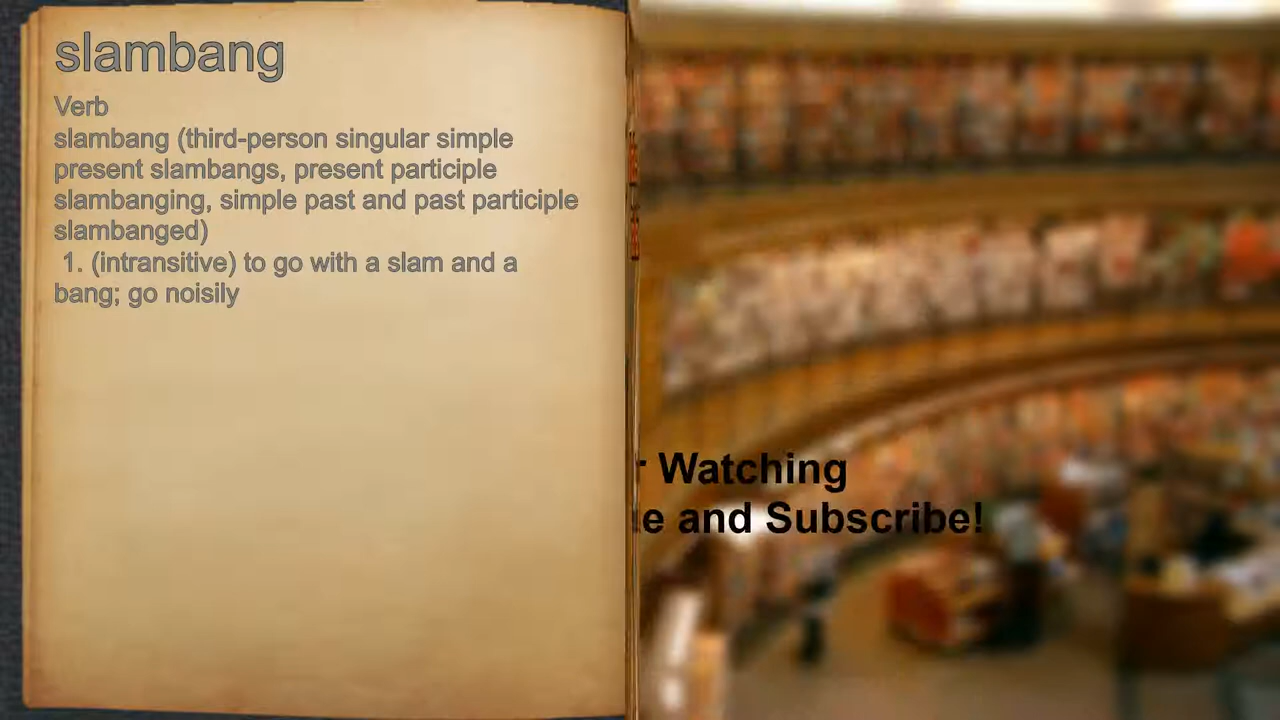 slambang
Verb
slambang (third-person singular simple
present slambangs, present participle
slambanging, simple past and past participle
slambanged)
1. (intransitive) to go with a slam and a
bang; go noisily
Watching
and Subscribe!